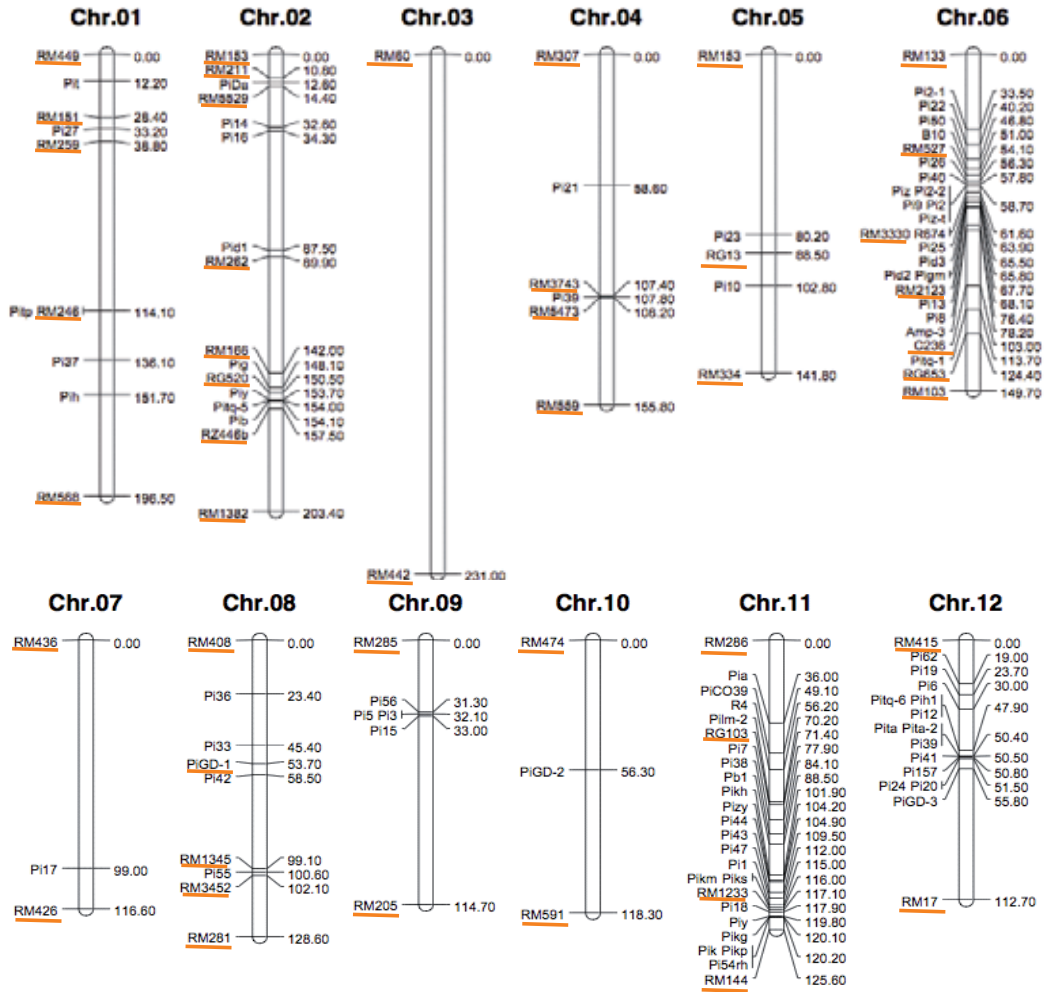 Chr.01
RM449 0.00
Pit 12.20
RM151 28.40
Pi27 33.20
RM259 38.80
Pitp RM246 114.10
Pi37 136.10
Pih 151.70
RM568 196.50
Chr.02
RM153 0.00
RM211 10.80
PiDa 12.60
RM5529 14.40
Pi14 32.60
Pi16 34.30
Pid1 87.50
RM262 89.90
RM166 142.00
Pig 148.10
RG520 150.50
Piy 153.70
Pitq-5 154.00
Pib 154.10
RZ446b 157.50
RM1382 203.40
Chr.03
RM60 0.00
RM442 231.00
Chr.04
RM307 0.00
Pi21 58.60
RM3743 107.40
Pi39 107.80
RM5473 108.20
RM559 155.80
Chr.05
RM153 0.00
Pi23 80.20
RG13 88.50
Pi10 102.80
RM334 141.80
Chr.06
RM133 0.00
Pi2-1 33.50
Pi22 40.20
Pi50 46.80
B10 51.00
RM527 54.10
Pi26 56.30
Pi40 57.80
Piz Pi2-2
Pi9 Pi2 58.70
Piz-t
RM3330 R674 61.60
Pi25 63.90
Pid3 65.50
Pid2 Pigm 65.80
RM2123 67.70
Pi13 68.10
Pi8 76.40
Amp-3 78.20
C236 103.00
Pitq-1 113.70
RG653 124.40
RM103 149.70
Chr.07
RM436 0.00
Pi17 99.00
RM426 116.60
Chr.08
RM408 0.00
Pi36 23.40
Pi33 45.40
PiGD-1 53.70
Pi42 58.50
RM1345 99.10
Pi55 100.60
RM3452 102.10
RM281 128.60
Chr.09
RM285 0.00
Pi56 31.30
Pi5 Pi3 32.10
Pi15 33.00
RM205 114.70
Chr.10
RM474 0.00
PiGD-2 56.30
RM591 118.30
Chr.11
RM286 0.00
Pia 36.00
PiCO39 49.10
R4 56.20
Pilm-2 70.20
RG103 71.40
Pi7 77.90
Pi38 84.10
Pb1 88.50
Pikh 101.90
Pizy 104.20
Pi44 104.90
Pi43 109.50
Pi47 112.00
Pi1 115.00
Pikm Piks 116.00
RM1233 117.10
Pi18 117.90
Piy 119.80
Pikg 120.10
Pik Pikp
Pi54rh 120.20
RM144 125.60
Chr.12
RM415 0.00
Pi62 19.00
Pi19 23.70
Pi6 30.00
Pitq-6 Pih1
Pi12 47.90
Pita Pita-2
Pi39 50.40
Pi41 50.50
Pi157 50.80
Pi24 Pi20 51.50
PiGD-3 55.80
RM17 112.70